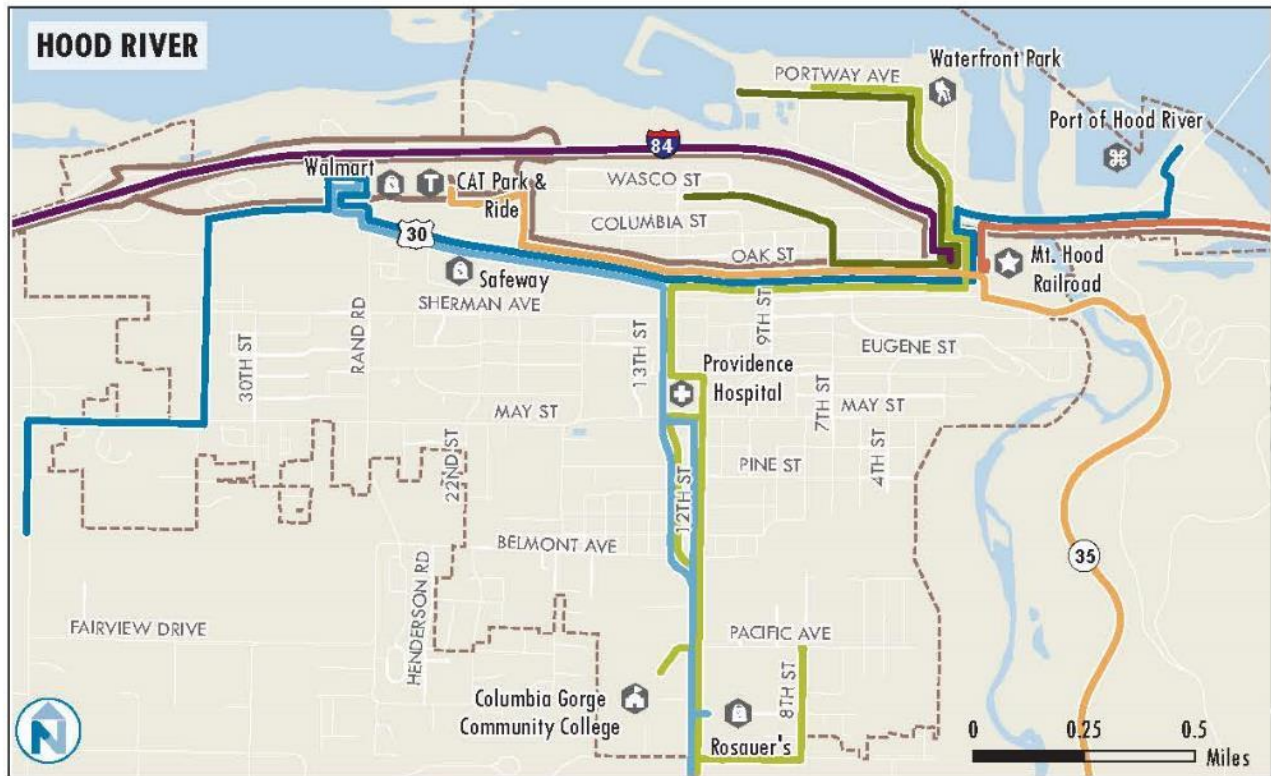 HOOD RIVER
PORTWAY AVE
Waterfront Park
Port of Hood River
84
Walmart
T
CAT Park &
Ride
WASCO ST
COLUMBIA ST
30
OAK ST
Mt. Hood
Railroad
Safeway
SHERMAN AVE
9TH ST
EUGENE ST
30TH ST
RAND RD
13TH ST
Providence
Hospital
7TH ST
MAY ST
MAY ST
22ND ST
PINE ST
4TH ST
12TH ST
BELMONT AVE
35
HENDERSON RD
FAIRVIEW DRIVE
PACIFIC AVE
Columbia Gorge
Community College
8TH ST
Rosauer's
N
0 0.25 0.5
Miles